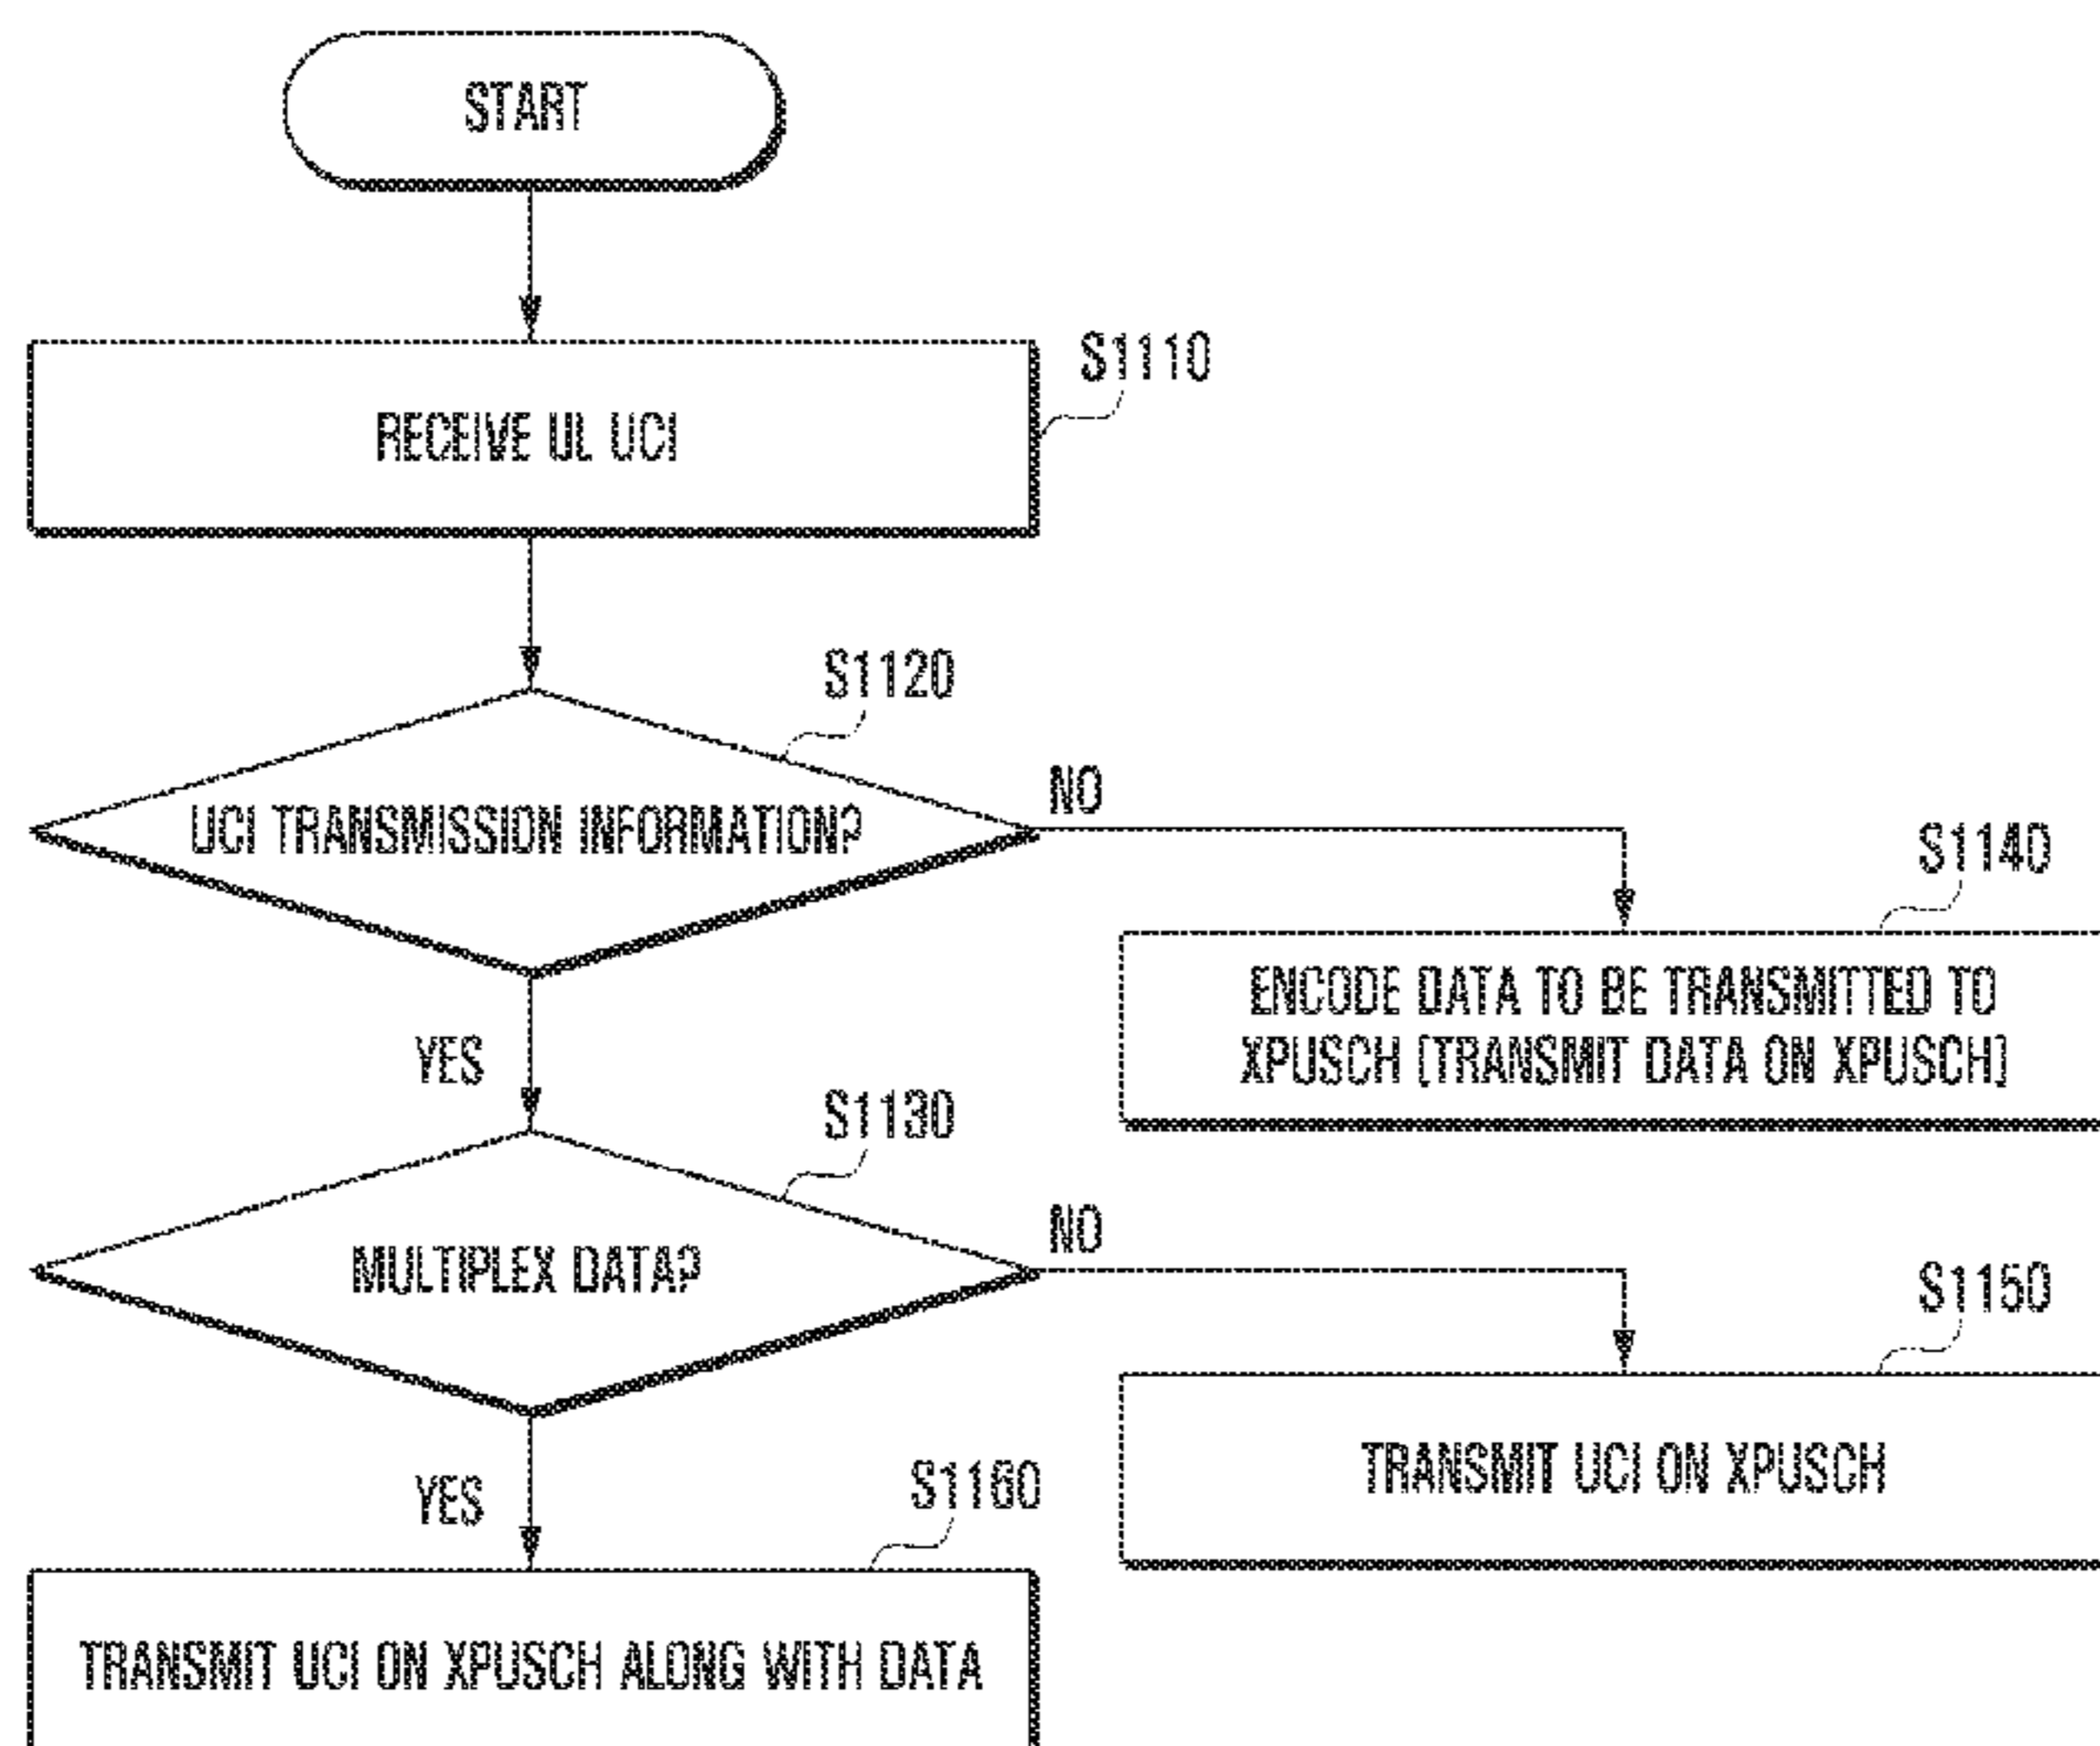 START
S1110
RECEIVE UL UCI
S1120
UCI TRANSMISSION INFORMATION?
NO
S1140
ENCODE DATA TO BE TRANSMITTED TO
XPUSCH (TRANSMIT DATA ON XPUSCH)
YES
S1130
MULTIPLEX DATA?
NO
S1150
TRANSMIT UCI ON XPUSCH
YES
S1160
TRANSMIT UCI ON XPUSCH ALONG WITH DATA